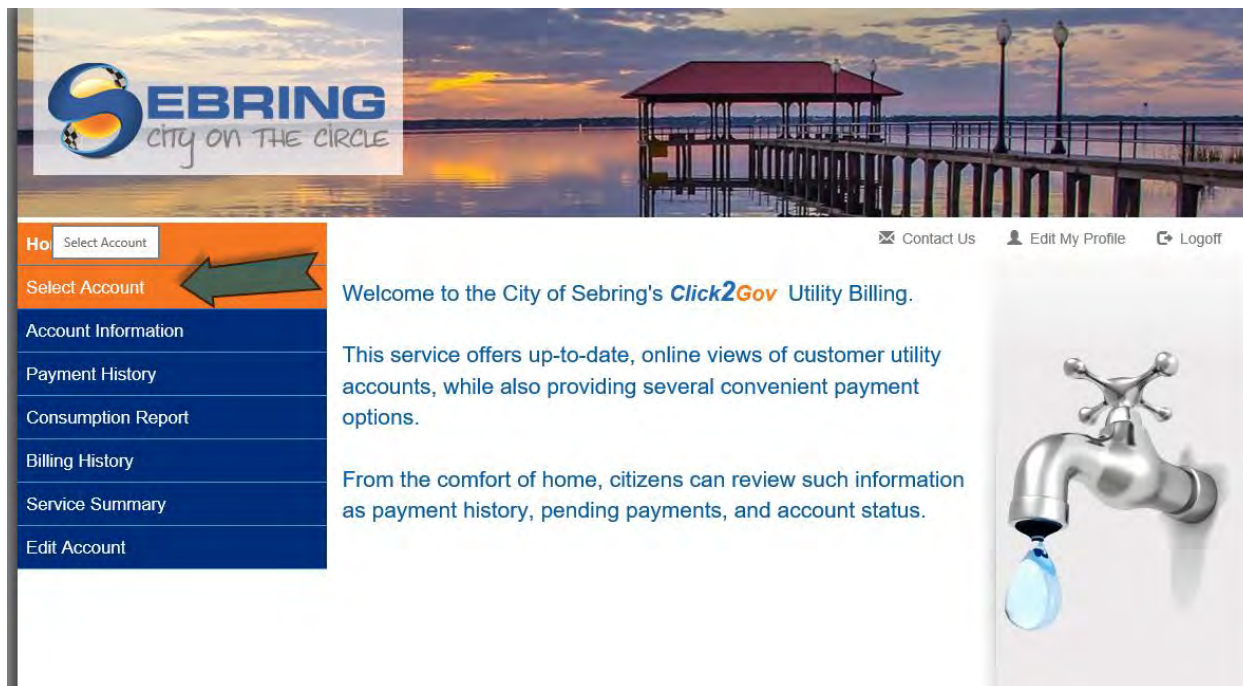 SEBRING
CITY ON THE CIRCLE
Contact Us
Edit My Profile
Logoff
Select Account
Select Account
Account Information
Payment History
Consumption Report
Billing History
Service Summary
Edit Account
Welcome to the City of Sebring's Click2Gov Utility Billing.
This service offers up-to-date, online views of customer utility
accounts, while also providing several convenient payment
options.
From the comfort of home, citizens can review such information
as payment history, pending payments, and account status.